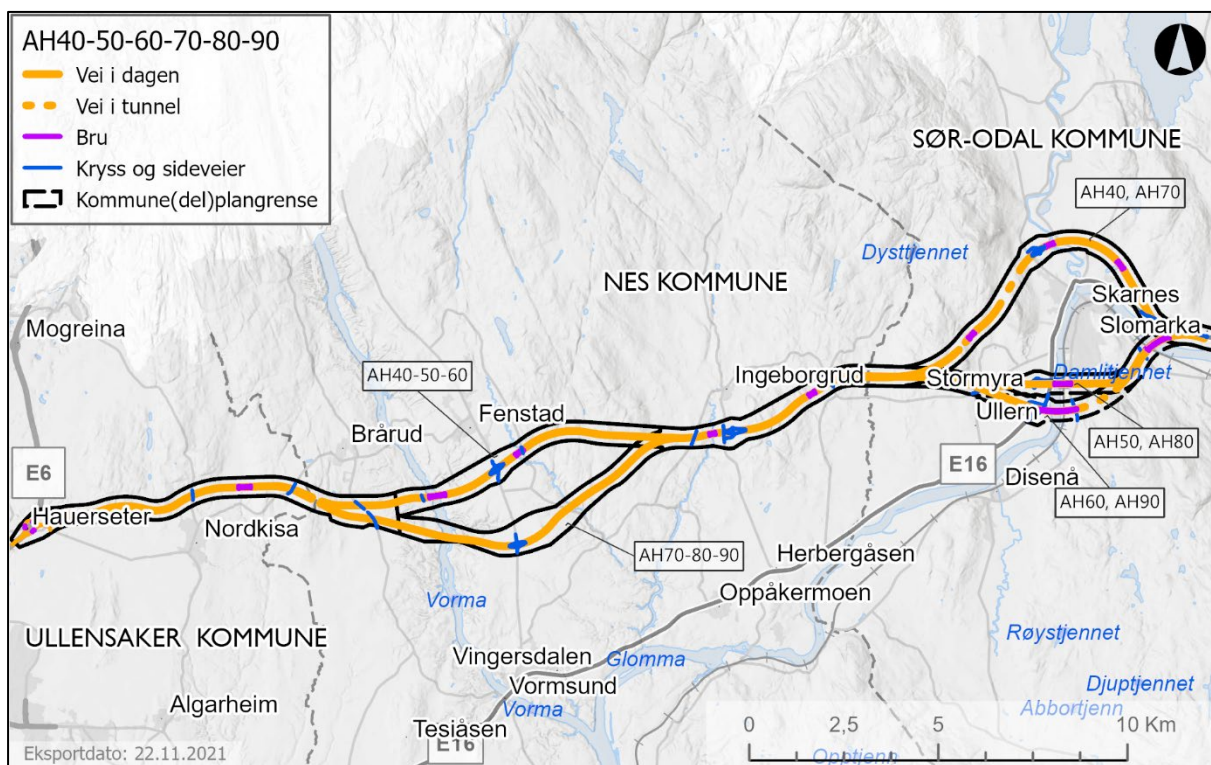 AH40-50-60-70-80-90
Vei i dagen
Vei i tunnel
Bru
Kryss og sideveier
Kommune(del)plangrense
SØR-ODAL KOMMUNE
AH40, AH70
Dysttjennet
NES KOMMUNE
Skarnes
Mogreina
Slomarka
AH40-50-60
Ingeborgrud
Stormyra
Damlitjennet
Fenstad
Ullern
Brårud
AH50, AH80
E6
E16
Disenå
AH60, AH90
Hauerseter
Nordkisa
AH70-80-90
Herbergåsen
Oppåkermoen
Vorma
ULLENSAKER KOMMUNE
Røystjennet
Vingersdalen
Glomma
Vormsund
Djuptjennet
Algarheim
Vorma
Abbortjenn
Tesiåsen
0 2,5 5 10 Km
E16
Eksportdato: 22.11.2021
Opptjenn